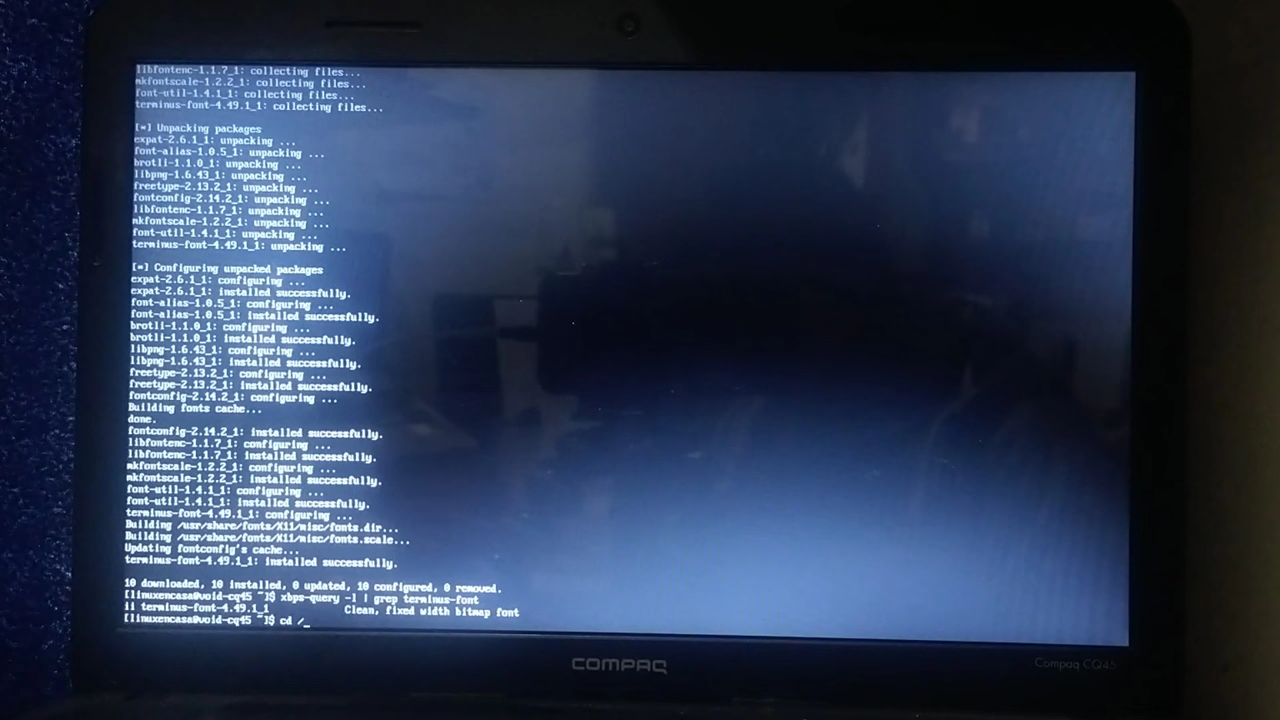 libfontenc-1.1.7_1: collecting files...
mkfontscale-1.2.2_1: collecting files...
font-util-1.4.1_1: collecting files...
terminus-font-4.49.1_1: collecting files...
[*] Unpacking packages
expat-2.6.1_1: unpacking ...
font-alias-1.0.5_1: unpacking ...
brotli-1.1.0_1: unpacking ...
libpng-1.6.43_1: unpacking ...
freetype-2.13.2_1: unpacking ...
fontconfig-2.14.2_1: unpacking ...
libfontenc-1.1.7_1: unpacking ...
mkfontscale-1.2.2_1: unpacking ...
font-util-1.4.1_1: unpacking ...
terminus-font-4.49.1_1: unpacking ...
[*] Configuring unpacked packages
expat-2.6.1_1: configuring ...
expat-2.6.1_1: installed successfully.
font-alias-1.0.5_1: configuring ...
font-alias-1.0.5_1: installed successfully.
brotli-1.1.0_1: configuring ...
brotli-1.1.0_1: installed successfully.
libpng-1.6.43_1: configuring ...
libpng-1.6.43_1: installed successfully.
freetype-2.13.2_1: configuring ...
freetype-2.13.2_1: installed successfully.
fontconfig-2.14.2_1: configuring ...
Building fonts cache...
done.
fontconfig-2.14.2_1: installed successfully.
libfontenc-1.1.7_1: configuring ...
libfontenc-1.1.7_1: installed successfully.
mkfontscale-1.2.2_1: configuring ...
mkfontscale-1.2.2_1: installed successfully.
font-util-1.4.1_1: configuring ...
font-util-1.4.1_1: installed successfully.
terminus-font-4.49.1_1: configuring ...
Building /usr/share/fonts/X11/misc/fonts.dir...
Building /usr/share/fonts/X11/misc/fonts.scale...
Updating fontconfig's cache...
terminus-font-4.49.1_1: installed successfully.
10 downloaded, 10 installed, 0 updated, 10 configured, 0 removed.
[linuxencasa@void-cq45 ~]$ xbps-query -l | grep terminus-font
ii terminus-font-4.49.1_1 Clean, fixed width bitmap font
[linuxencasa@void-cq45 ~]$ cd /_
COMPAQ
Compaq CQ45